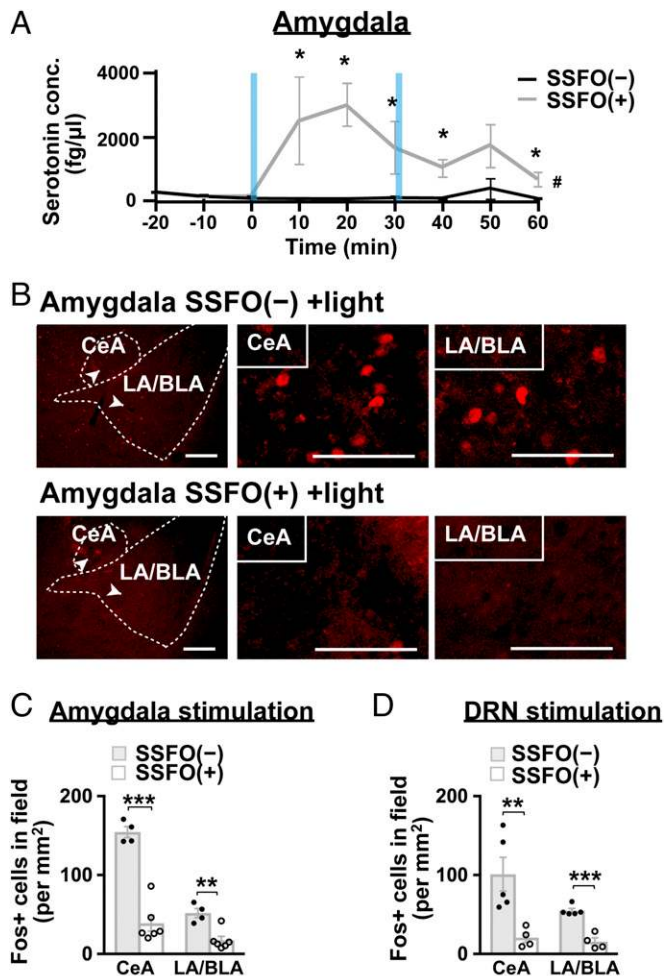 A
Amygdala
Serotonin conc.
(fg/µl)
4000
2000
0
* * * * *
#
SSFO(−)
SSFO(+)
-20 -10 0 10 20 30 40 50 60
Time (min)
B
Amygdala SSFO(−) +light
CeA
LA/BLA
CeA
LA/BLA
Amygdala SSFO(+) +light
CeA
LA/BLA
CeA
LA/BLA
C
Amygdala stimulation
SSFO(−)
SSFO(+)
Fos+ cells in field
(per mm²)
200
100
0
***
**
CeA LA/BLA
D
DRN stimulation
SSFO(−)
SSFO(+)
Fos+ cells in field
(per mm²)
200
100
0
**
***
CeA LA/BLA